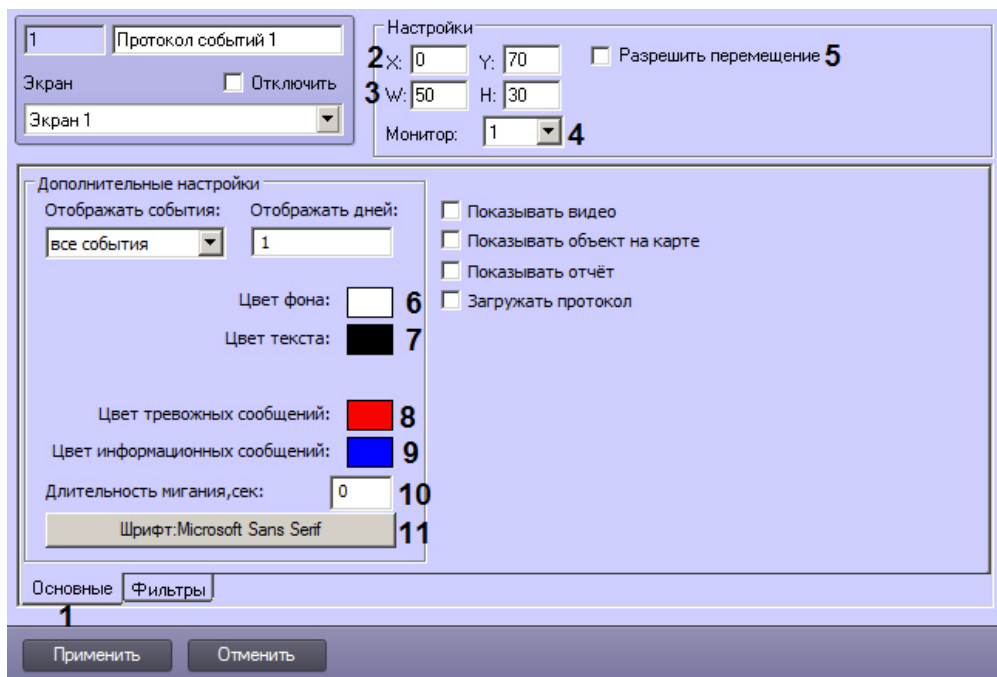 1 Протокол событий 1
Экран Отключить
Экран 1
Настройки
2 X: 0 Y: 70 Разрешить перемещение 5
3 W: 50 H: 30
Монитор: 1 4
Дополнительные настройки
Отображать события: Отображать дней:
все события 1
Цвет фона: 6
Цвет текста: 7
Цвет тревожных сообщений: 8
Цвет информационных сообщений: 9
Длительность мигания,сек: 0 10
Шрифт:Microsoft Sans Serif 11
Показывать видео
Показывать объект на карте
Показывать отчёт
Загружать протокол
Основные Фильтры
1
Применить Отменить